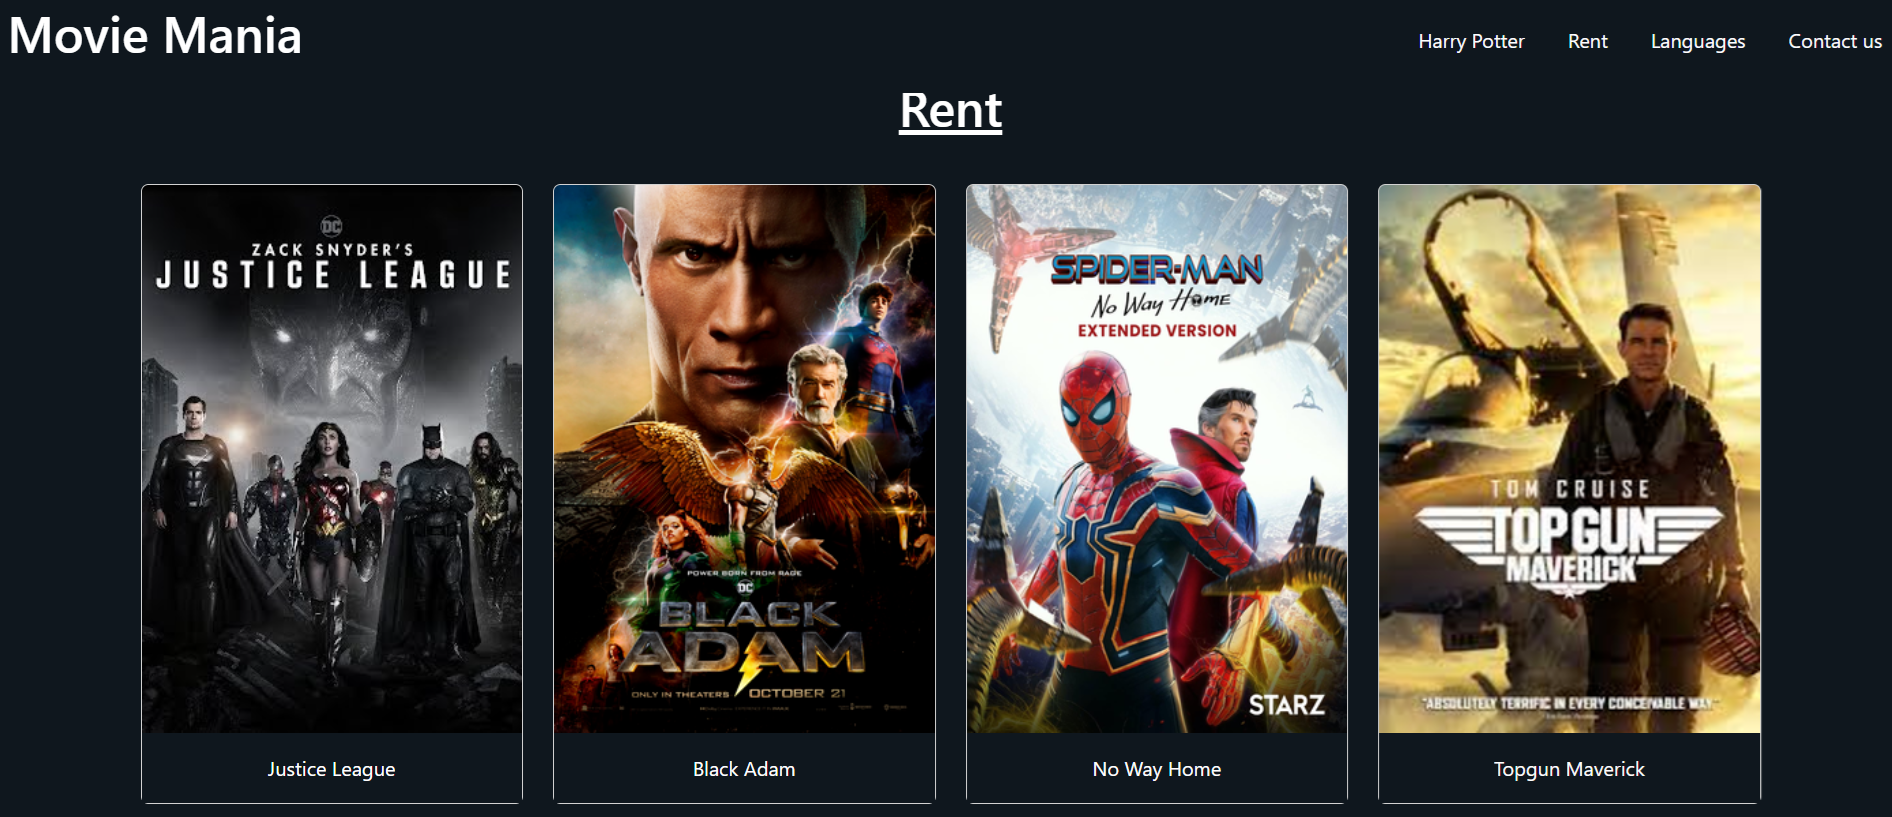 Movie Mania
Harry Potter Rent Languages Contact us
Rent
DC
ZACK SNYDER'S
JUSTICE LEAGUE
POWER BORN FROM RAGE
DC
BLACK
ADAM
ONLY IN THEATERS OCTOBER 21
SPIDER-MAN
No Way Home
EXTENDED VERSION
STARZ
TOM CRUISE
TOPGUN
MAVERICK
"ABSOLUTELY TERRIFIC IN EVERY CONCEIVABLE WAY"
Justice League
Black Adam
No Way Home
Topgun Maverick